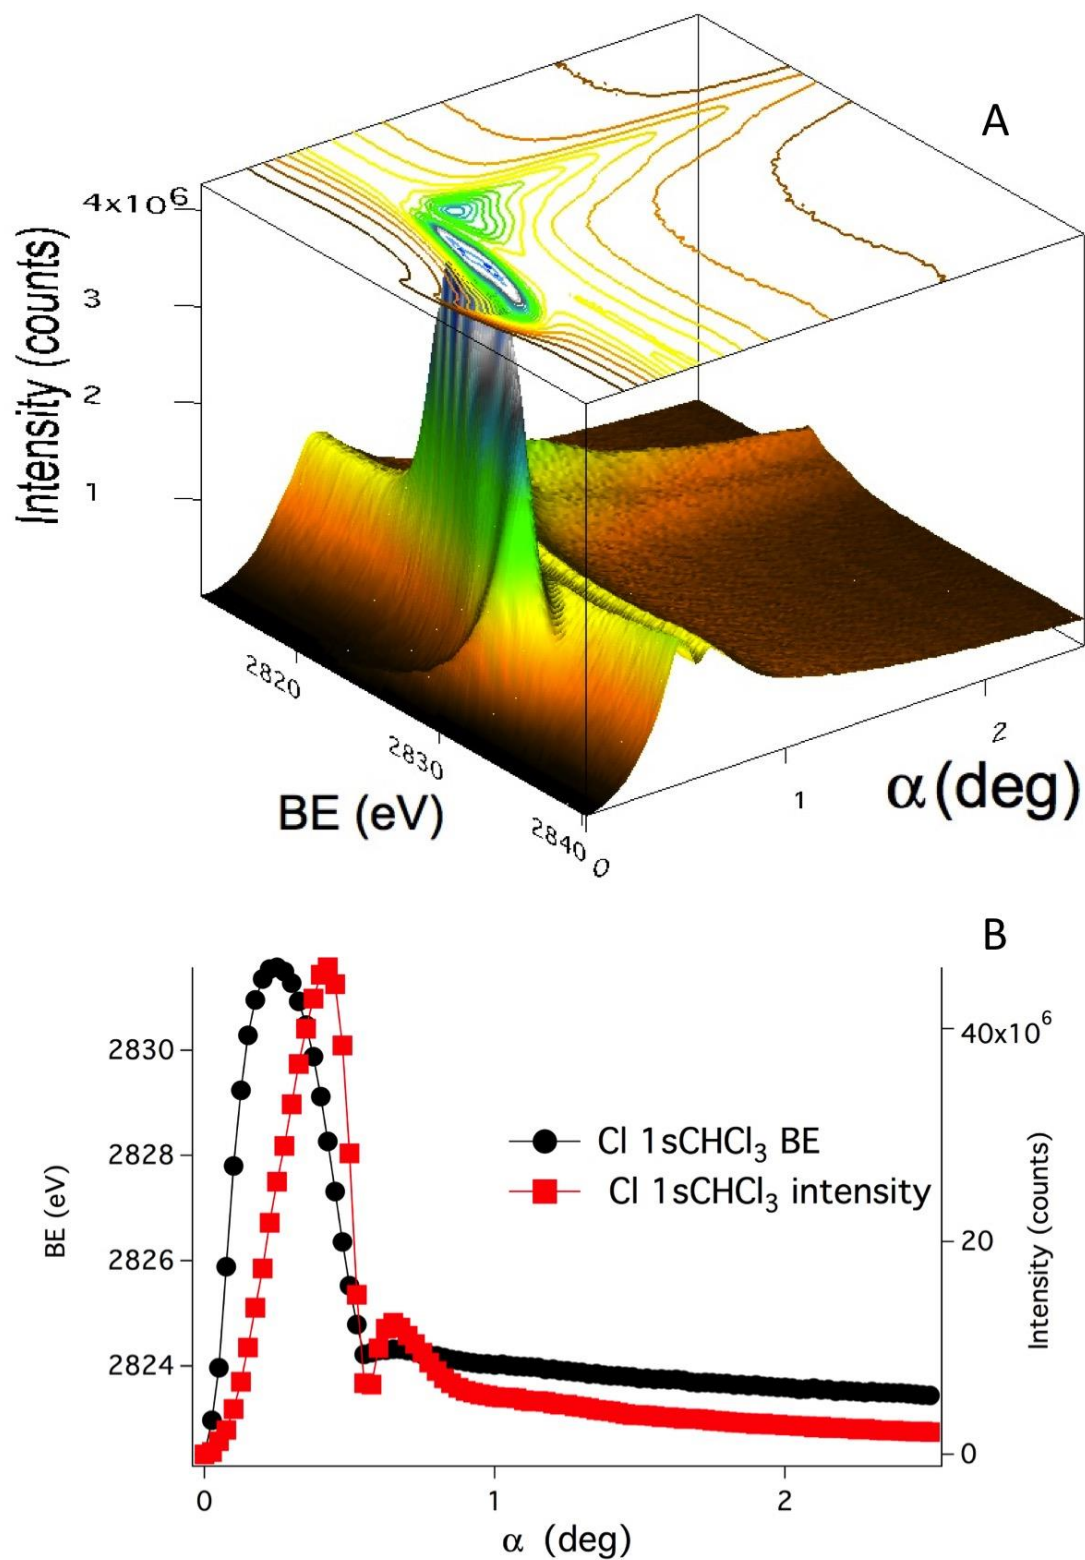 A
4x10⁶
3
2
1
Intensity (counts)
2820
2830
2840
BE (eV)
0
1
2
α (deg)
B
2830
2828
2826
2824
BE (eV)
40x10⁶
20
0
Intensity (counts)
Cl 1sCHCl₃ BE
Cl 1sCHCl₃ intensity
0
1
2
α (deg)